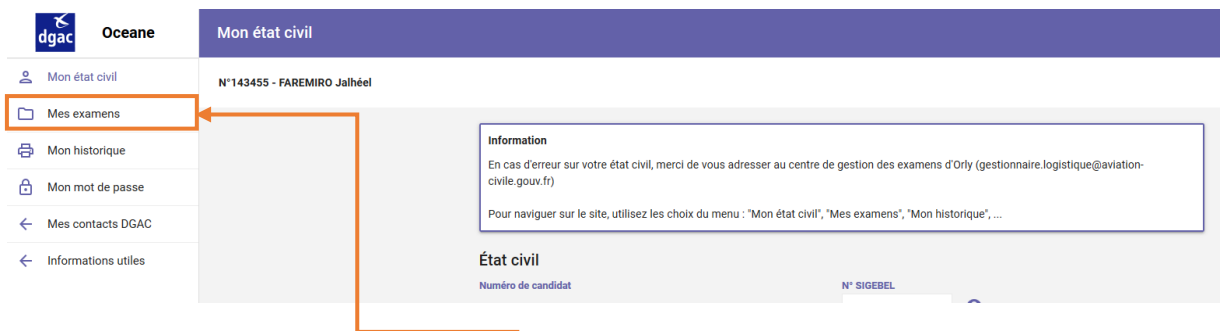 dgac
Oceane
Mon état civil
Mon état civil
Mes examens
Mon historique
Mon mot de passe
Mes contacts DGAC
Informations utiles
N°143455 - FAREMIRO Jalhéel
Information
En cas d'erreur sur votre état civil, merci de vous adresser au centre de gestion des examens d'Orly (gestionnaire.logistique@aviation-
civile.gouv.fr)
Pour naviguer sur le site, utilisez les choix du menu : "Mon état civil", "Mes examens", "Mon historique", ...
État civil
Numéro de candidat
N° SIGEBEL